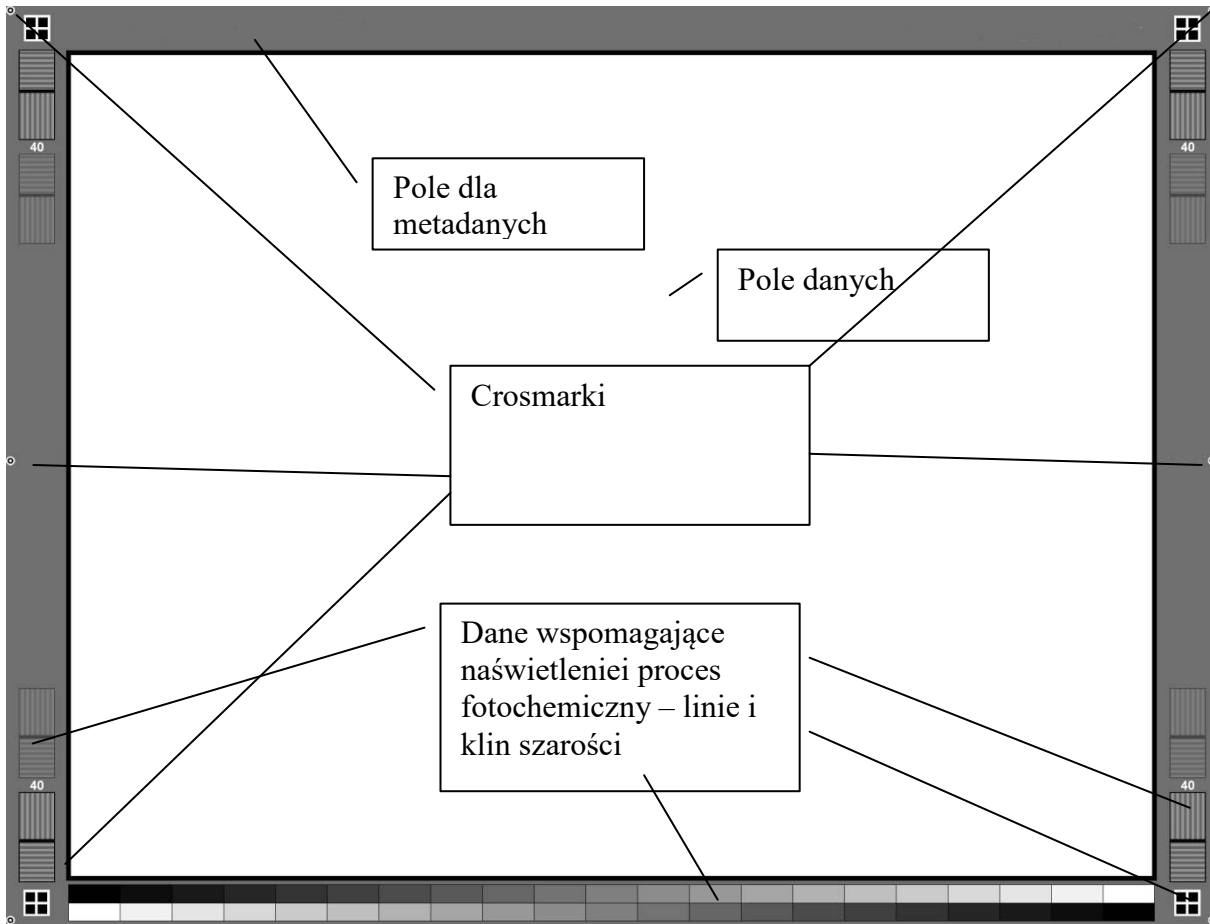 40
40
Pole dla
metadanych
Pole danych
Crosmarki
Dane wspomagające
naświetleniei proces
fotochemiczny – linie i
klin szarości
40
40